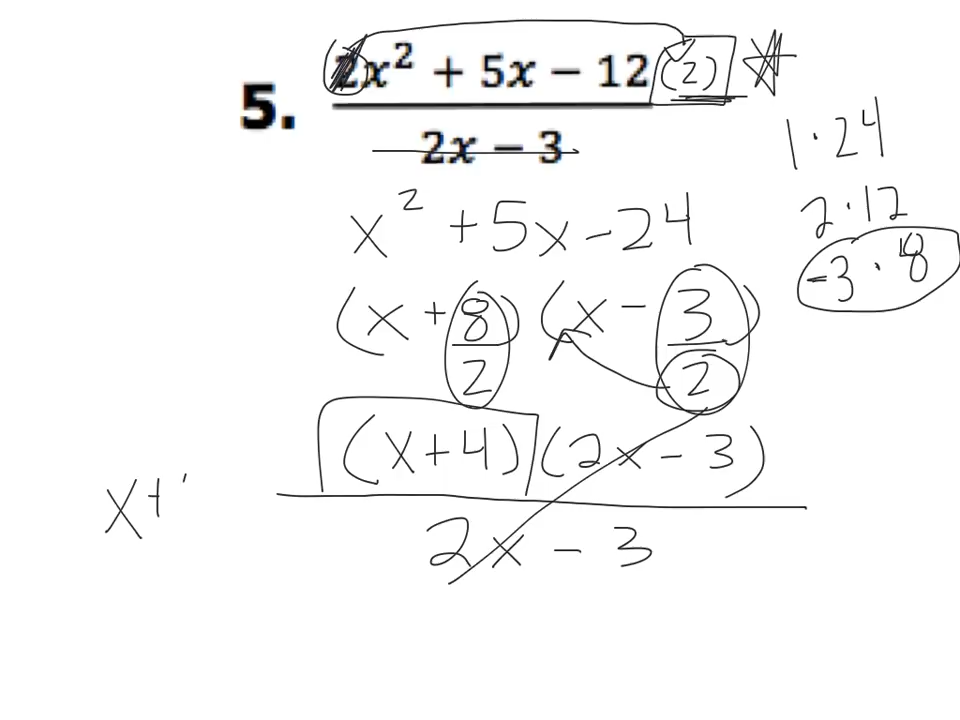 5. 2x² + 5x − 12 (2)
2x − 3
1 · 24
x² + 5x − 24
2 · 12
-3 · 8
(x + 8/2) (x − 3/2)
(x+4) (2x − 3)
x+
2x − 3